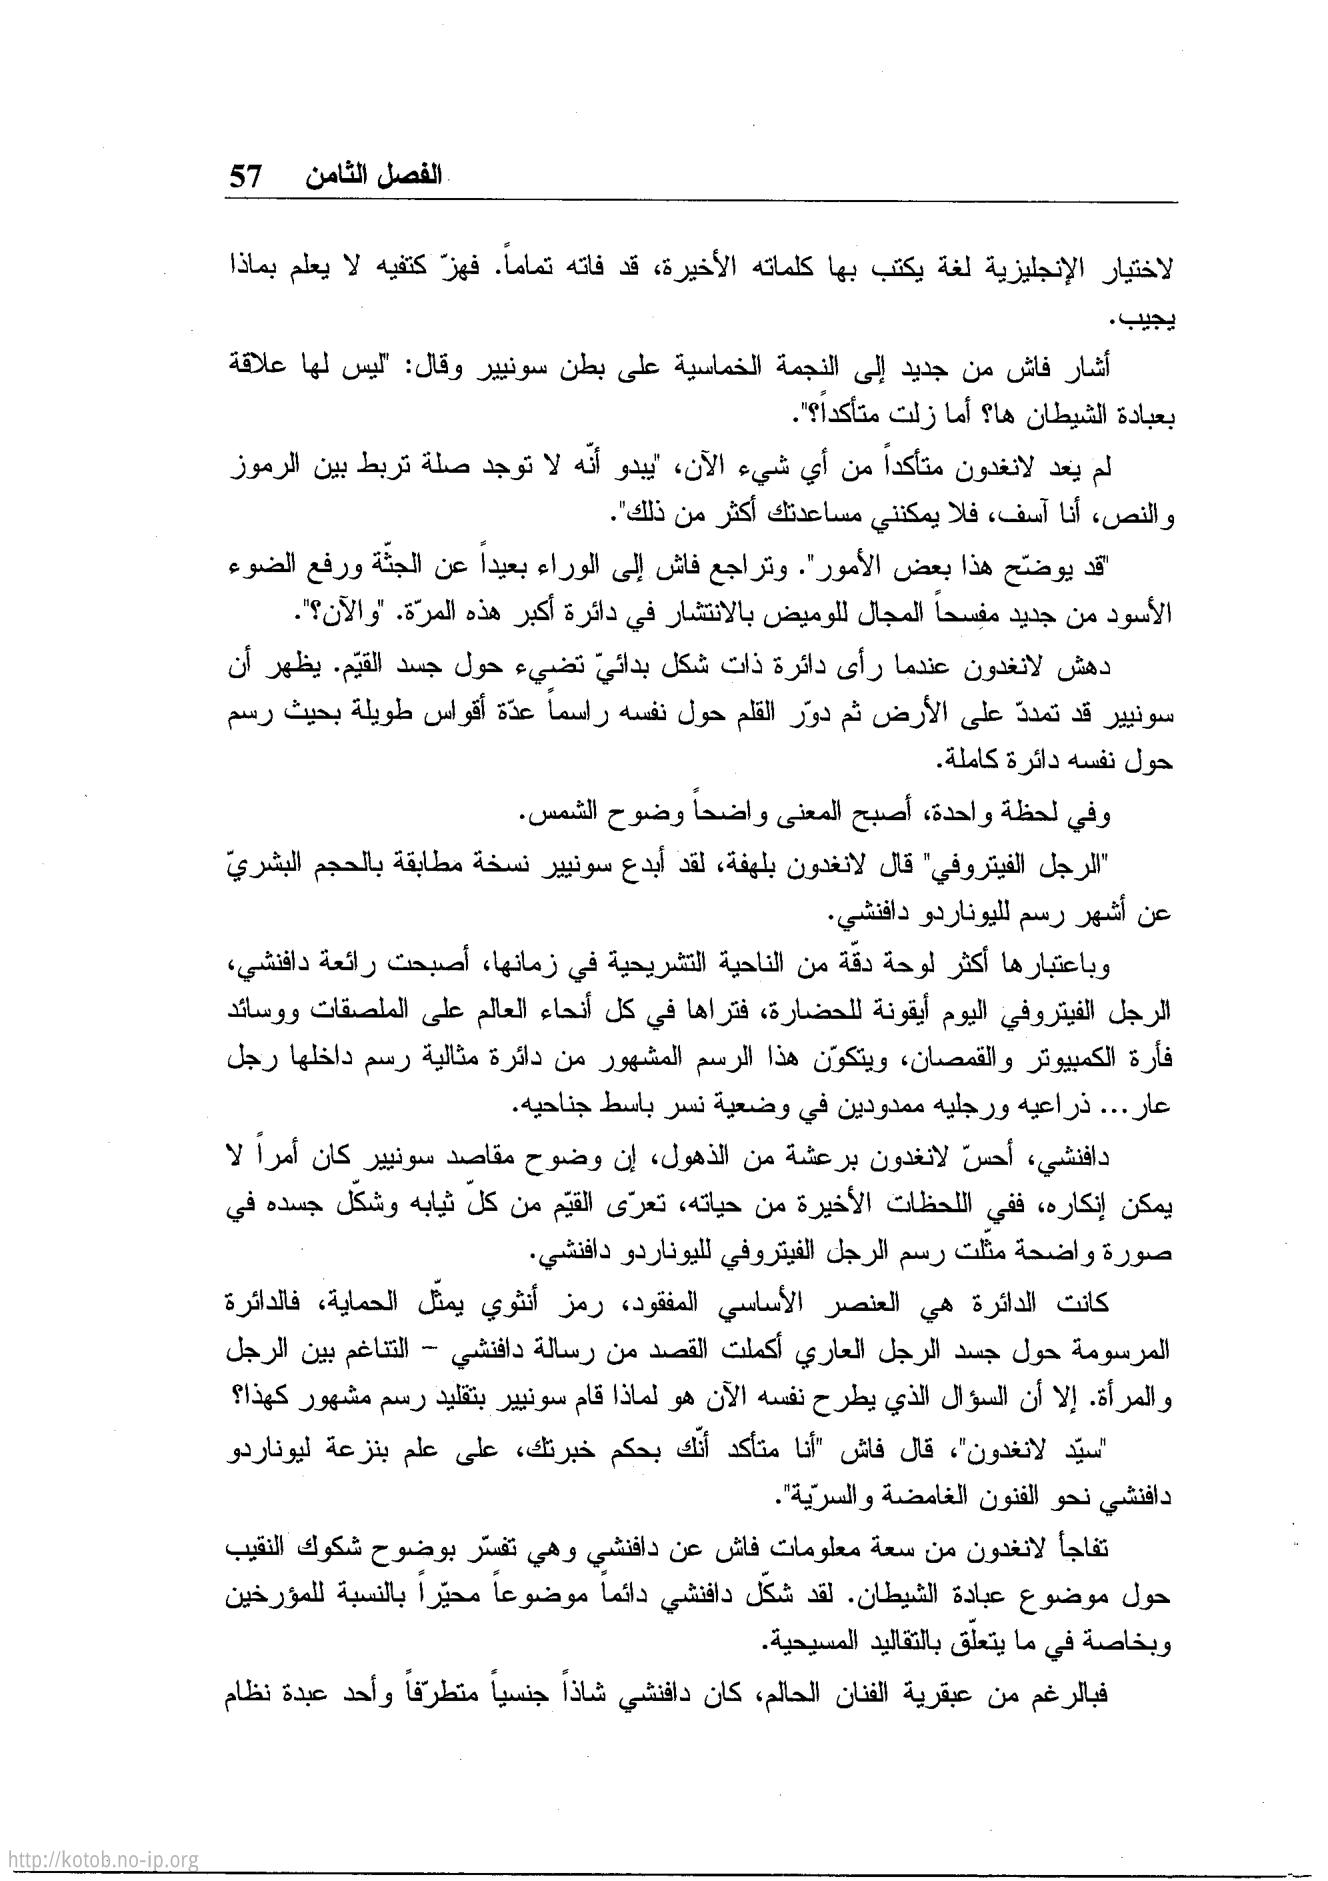 الفصل الثامن 57
لاختيار الإنجليزية لغة يكتب بها كلماته الأخيرة، قد فاته تماماً. فهزّ كتفيه لا يعلم بماذا
يجيب.
أشار فاش من جديد إلى النجمة الخماسية على بطن سونيير وقال: "ليس لها علاقة
بعبادة الشيطان ها؟ أما زلت متأكداً؟".
لم يعد لانغدون متأكداً من أي شيء الآن، "يبدو أنّه لا توجد صلة تربط بين الرموز
والنص، أنا آسف، فلا يمكنني مساعدتك أكثر من ذلك".
"قد يوضّح هذا بعض الأمور". وتراجع فاش إلى الوراء بعيداً عن الجثّة ورفع الضوء
الأسود من جديد مفسحاً المجال للوميض بالانتشار في دائرة أكبر هذه المرّة. "والآن؟".
دهش لانغدون عندما رأى دائرة ذات شكل بدائيّ تضيء حول جسد القيّم. يظهر أن
سونيير قد تمددّ على الأرض ثم دوّر القلم حول نفسه راسماً عدّة أقواس طويلة بحيث رسم
حول نفسه دائرة كاملة.
وفي لحظة واحدة، أصبح المعنى واضحاً وضوح الشمس.
"الرجل الفيتروفي" قال لانغدون بلهفة، لقد أبدع سونيير نسخة مطابقة بالحجم البشريّ
عن أشهر رسم لليوناردو دافنشي.
وباعتبارها أكثر لوحة دقّة من الناحية التشريحية في زمانها، أصبحت رائعة دافنشي،
الرجل الفيتروفي اليوم أيقونة للحضارة، فتراها في كل أنحاء العالم على الملصقات ووسائد
فأرة الكمبيوتر والقمصان، ويتكوّن هذا الرسم المشهور من دائرة مثالية رسم داخلها رجل
عار... ذراعيه ورجليه ممدودين في وضعية نسر باسط جناحيه.
دافنشي، أحسّ لانغدون برعشة من الذهول، إن وضوح مقاصد سونيير كان أمراً لا
يمكن إنكاره، ففي اللحظات الأخيرة من حياته، تعرّى القيّم من كلّ ثيابه وشكّل جسده في
صورة واضحة مثّلت رسم الرجل الفيتروفي لليوناردو دافنشي.
كانت الدائرة هي العنصر الأساسي المفقود، رمز أنثوي يمثّل الحماية، فالدائرة
المرسومة حول جسد الرجل العاري أكملت القصد من رسالة دافنشي – التناغم بين الرجل
والمرأة. إلا أن السؤال الذي يطرح نفسه الآن هو لماذا قام سونيير بتقليد رسم مشهور كهذا؟
"سيّد لانغدون"، قال فاش "أنا متأكد أنّك بحكم خبرتك، على علم بنزعة ليوناردو
دافنشي نحو الفنون الغامضة والسرّية".
تفاجأ لانغدون من سعة معلومات فاش عن دافنشي وهي تفسّر بوضوح شكوك النقيب
حول موضوع عبادة الشيطان. لقد شكّل دافنشي دائماً موضوعاً محيّراً بالنسبة للمؤرخين
وبخاصة في ما يتعلّق بالتقاليد المسيحية.
فبالرغم من عبقرية الفنان الحالم، كان دافنشي شاذاً جنسياً متطرّفاً وأحد عبدة نظام
http://kotob.no-ip.org